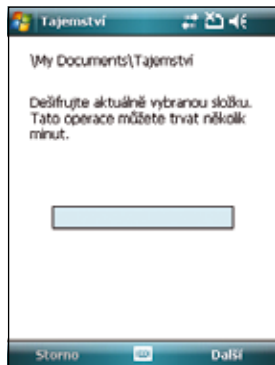 Tajemství
\My Documents\Tajemství
Dešifrujte aktuálně vybranou složku.
Tato operace můžete trvat několik
minut.
Storno Další